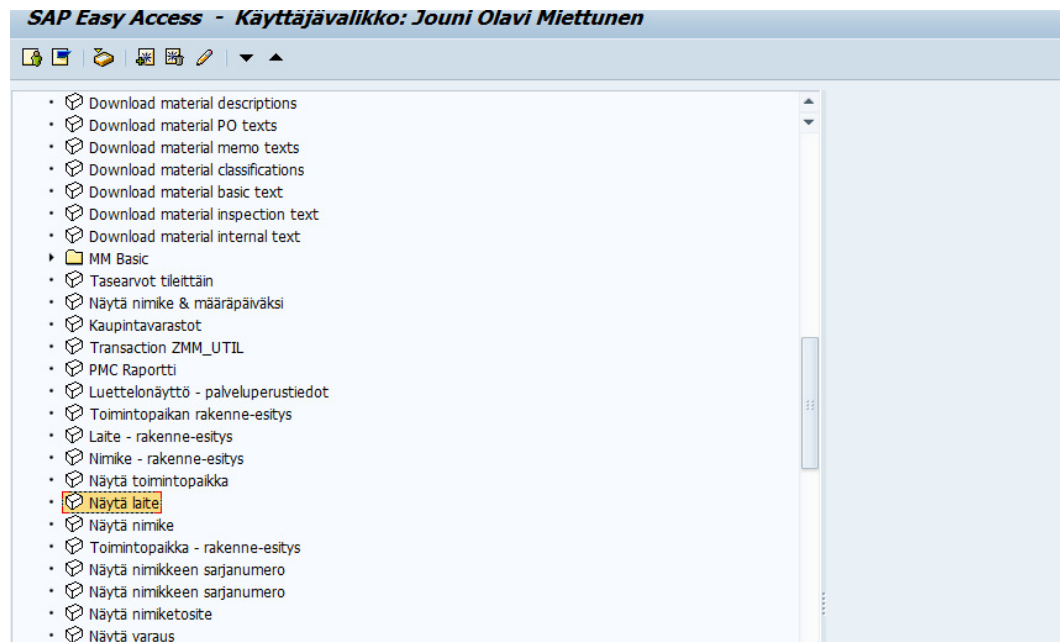 SAP Easy Access - Käyttäjävalikko: Jouni Olavi Miettunen
Download material descriptions
Download material PO texts
Download material memo texts
Download material classifications
Download material basic text
Download material inspection text
Download material internal text
MM Basic
Tasearvot tileittäin
Näytä nimike & määräpäiväksi
Kaupintavarastot
Transaction ZMM_UTIL
PMC Raportti
Luettelonäyttö - palveluperustiedot
Toimintopaikan rakenne-esitys
Laite - rakenne-esitys
Nimike - rakenne-esitys
Näytä toimintopaikka
Näytä laite
Näytä nimike
Toimintopaikka - rakenne-esitys
Näytä nimikkeen sarjanumero
Näytä nimikkeen sarjanumero
Näytä nimiketosite
Näytä varaus